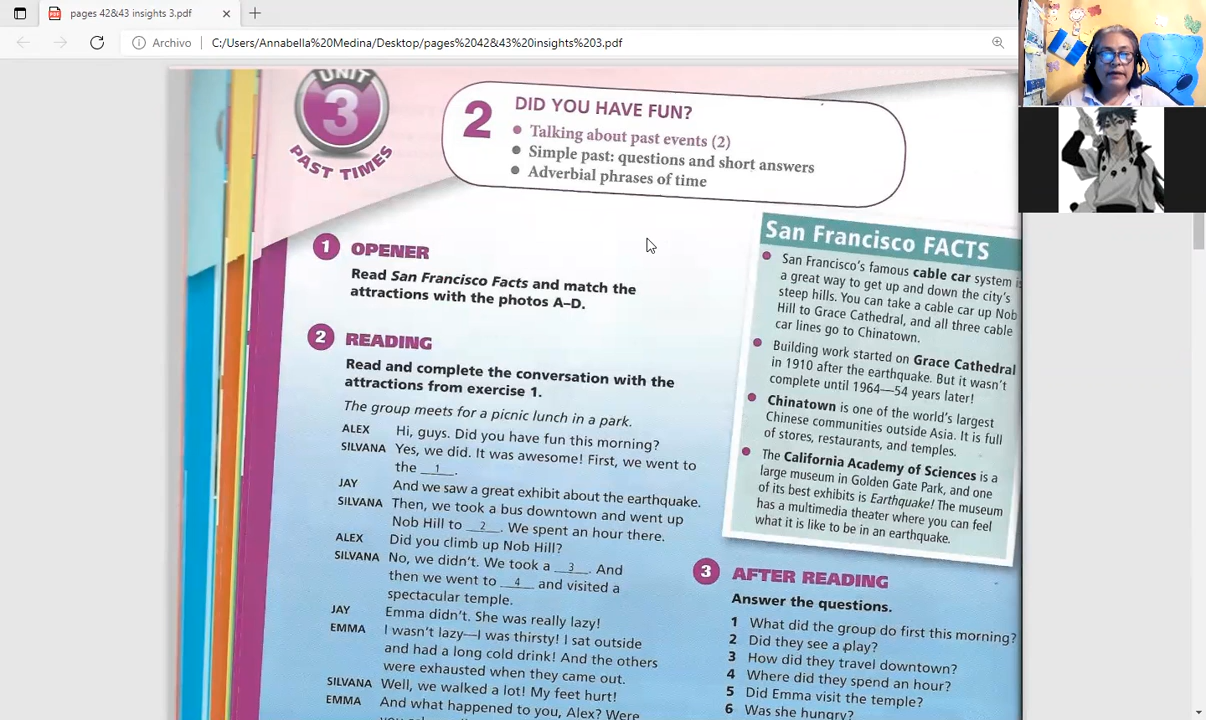 pages 42&43 insights 3.pdf
Archivo
C:/Users/Annabella%20Medina/Desktop/pages%2042&43%20insights%203.pdf
UNIT
3
PAST TIMES
2
DID YOU HAVE FUN?
Talking about past events (2)
Simple past: questions and short answers
Adverbial phrases of time
1 OPENER
Read San Francisco Facts and match the
attractions with the photos A–D.
2 READING
Read and complete the conversation with the
attractions from exercise 1.
The group meets for a picnic lunch in a park.
ALEX Hi, guys. Did you have fun this morning?
SILVANA Yes, we did. It was awesome! First, we went to
the __1__.
JAY And we saw a great exhibit about the earthquake.
SILVANA Then, we took a bus downtown and went up
Nob Hill to __2__. We spent an hour there.
ALEX Did you climb up Nob Hill?
SILVANA No, we didn't. We took a __3__. And
then we went to __4__ and visited a
spectacular temple.
JAY Emma didn't. She was really lazy!
EMMA I wasn't lazy—I was thirsty! I sat outside
and had a long cold drink! And the others
were exhausted when they came out.
SILVANA Well, we walked a lot! My feet hurt!
EMMA And what happened to you, Alex? Were
San Francisco FACTS
San Francisco's famous cable car system is
a great way to get up and down the city's
steep hills. You can take a cable car up Nob
Hill to Grace Cathedral, and all three cable
car lines go to Chinatown.
Building work started on Grace Cathedral
in 1910 after the earthquake. But it wasn't
complete until 1964—54 years later!
Chinatown is one of the world's largest
Chinese communities outside Asia. It is full
of stores, restaurants, and temples.
The California Academy of Sciences is a
large museum in Golden Gate Park, and one
of its best exhibits is Earthquake! The museum
has a multimedia theater where you can feel
what it is like to be in an earthquake.
3 AFTER READING
Answer the questions.
1 What did the group do first this morning?
2 Did they see a play?
3 How did they travel downtown?
4 Where did they spend an hour?
5 Did Emma visit the temple?
6 Was she hungry?